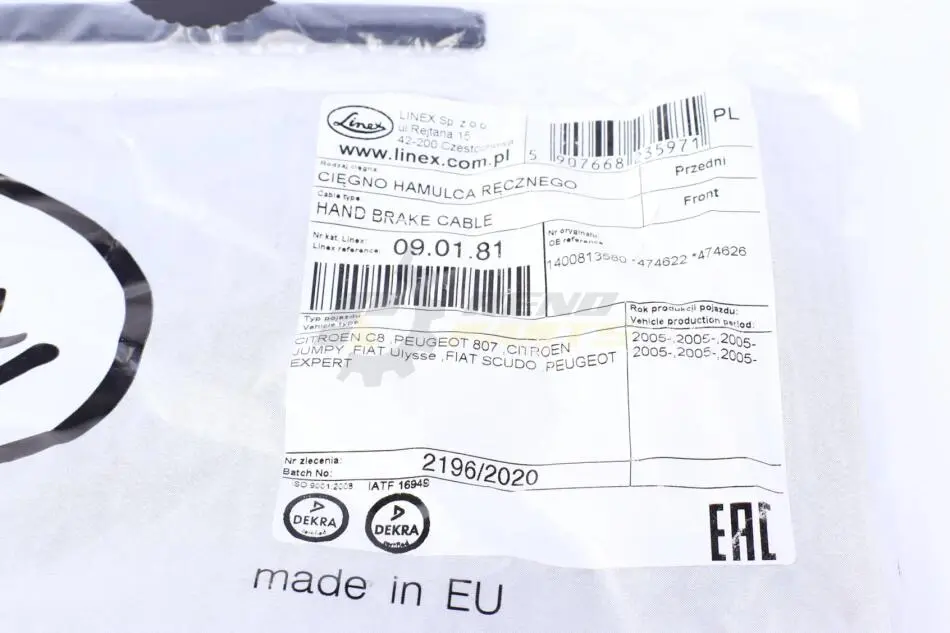 Linex
LINEX Sp. z o o
ul Rejtana 15
42-200 Częstochowa
www.linex.com.pl
5 907668 235971
PL
Rodzaj cięgna:
CIĘGNO HAMULCA RĘCZNEGO
Przedni
Cable type:
HAND BRAKE CABLE
Front
Nr kat. Linex:
Linex reference:
09.01.81
Nr oryginału:
OE reference:
1400813580 *474622 *474626
Typ pojazdu
Vehicle type
Rok produkcji pojazdu:
Vehicle production period:
CITROEN C8 ,PEUGEOT 807 ,CITROEN
JUMPY ,FIAT Ulysse ,FIAT SCUDO ,PEUGEOT
EXPERT
2005-,2005-,2005-
2005-,2005-,2005-
Nr zlecenia:
Batch No:
2196/2020
ISO 9001:2008 IATF 16949
DEKRA
certified
DEKRA
certified
EAC
made in EU